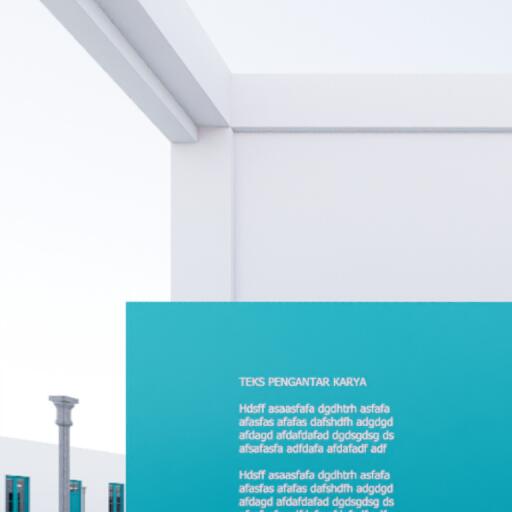 TEKS PENGANTAR KARYA
Hdsff asaasfafa dgdhtrh asfafa
afasfas afafas dafshdfh adgdgd
afdagd afdafdafad dgdsgdsg ds
afsafasfa adfdafa afdafadf adf
Hdsff asaasfafa dgdhtrh asfafa
afasfas afafas dafshdfh adgdgd
afdagd afdafdafad dgdsgdsg ds